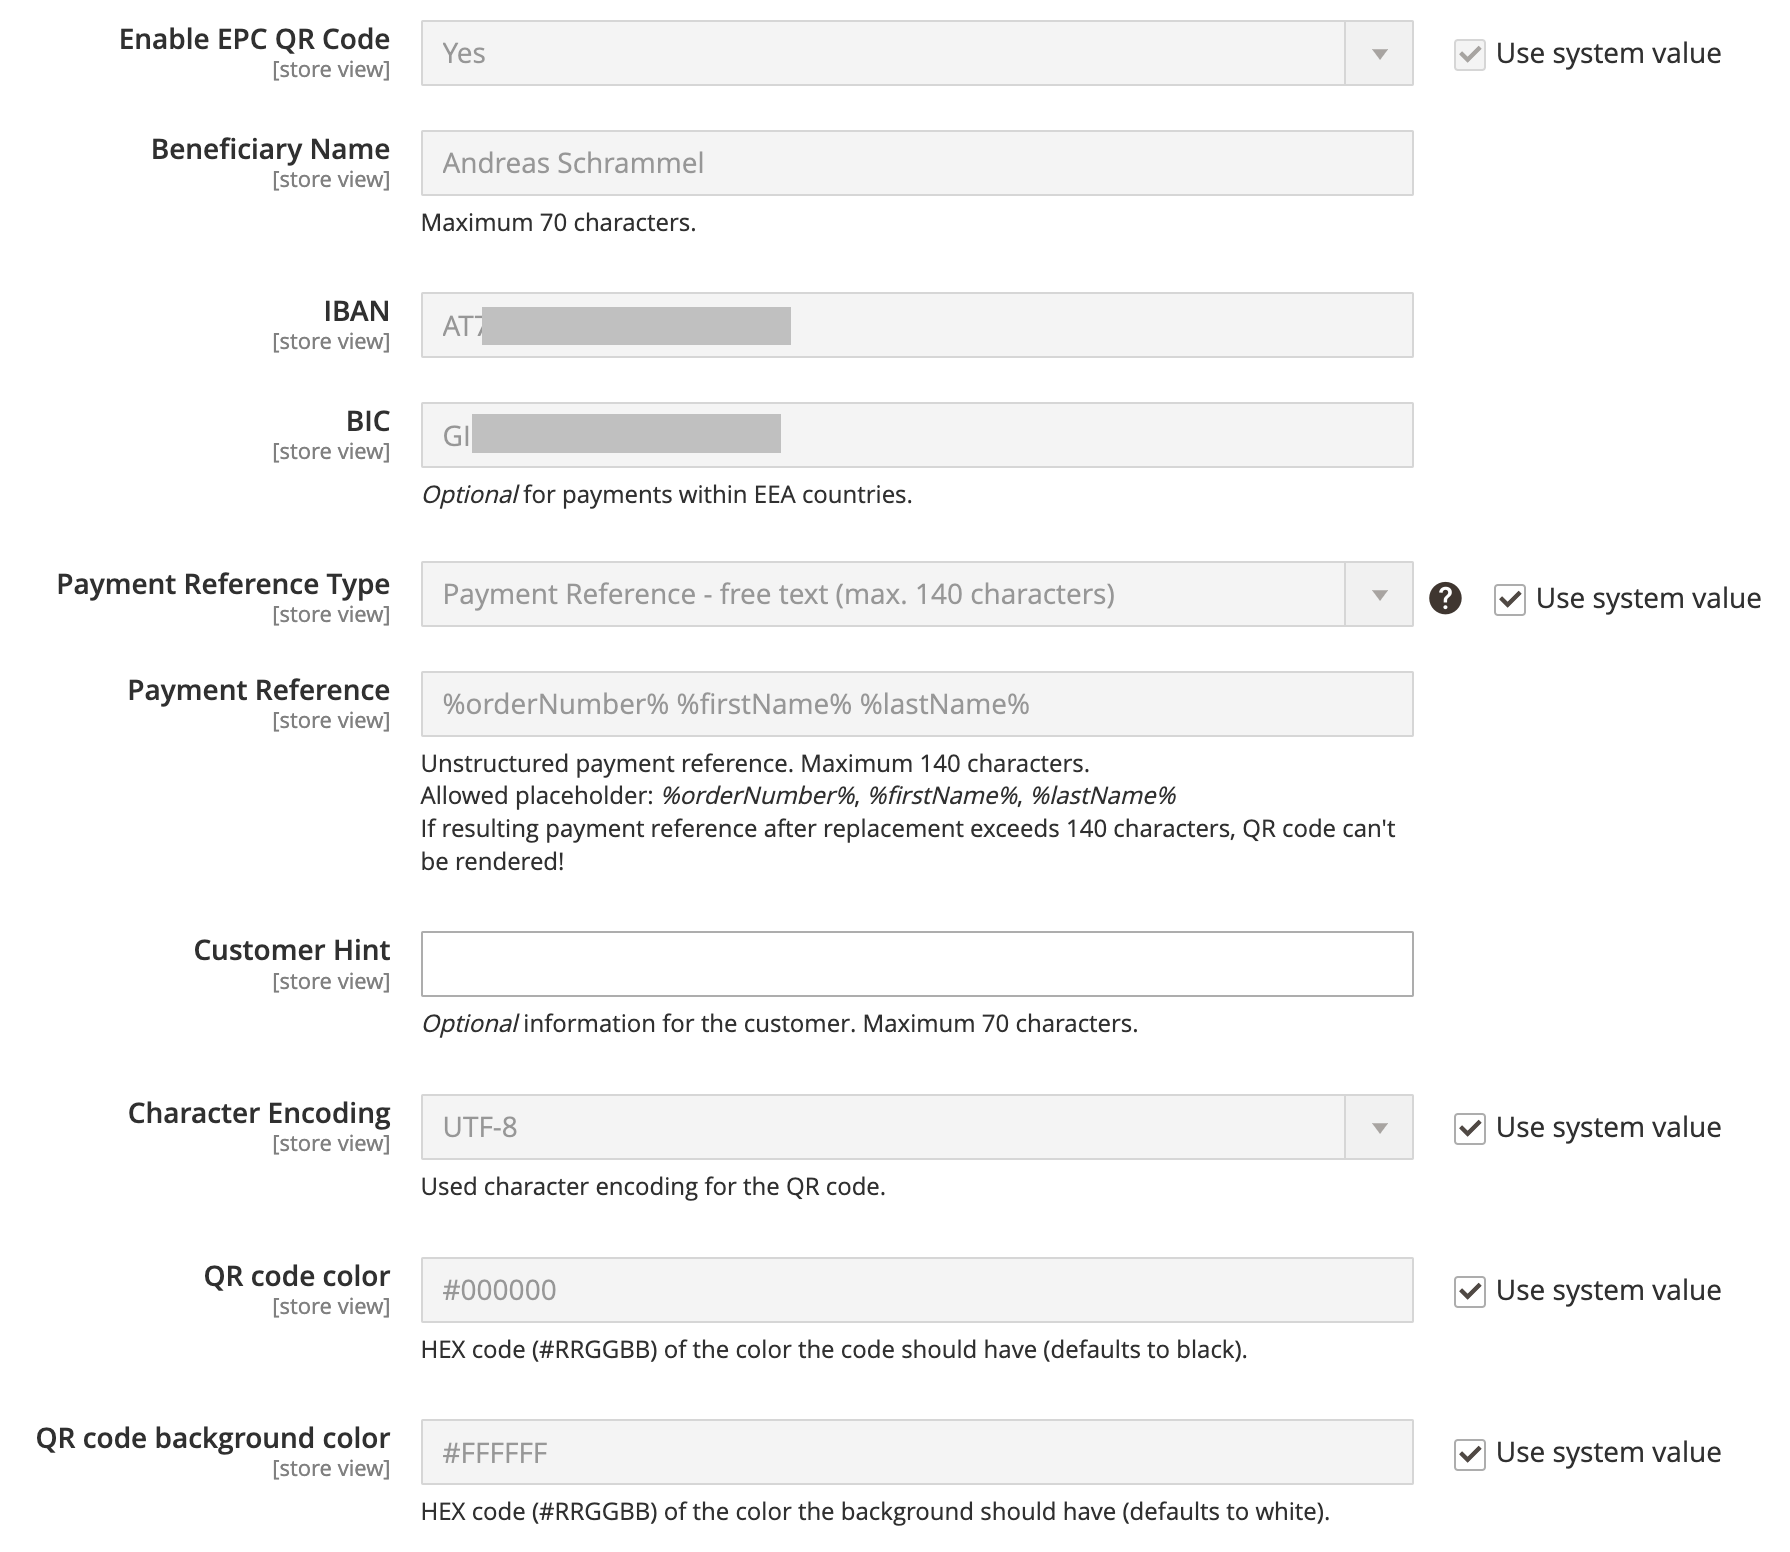 Enable EPC QR Code
[store view]
Yes
Use system value
Beneficiary Name
[store view]
Andreas Schrammel
Maximum 70 characters.
IBAN
[store view]
AT7
BIC
[store view]
GI
Optional for payments within EEA countries.
Payment Reference Type
[store view]
Payment Reference - free text (max. 140 characters)
?
Use system value
Payment Reference
[store view]
%orderNumber% %firstName% %lastName%
Unstructured payment reference. Maximum 140 characters.
Allowed placeholder: %orderNumber%, %firstName%, %lastName%
If resulting payment reference after replacement exceeds 140 characters, QR code can't
be rendered!
Customer Hint
[store view]
Optional information for the customer. Maximum 70 characters.
Character Encoding
[store view]
UTF-8
Use system value
Used character encoding for the QR code.
QR code color
[store view]
#000000
Use system value
HEX code (#RRGGBB) of the color the code should have (defaults to black).
QR code background color
[store view]
#FFFFFF
Use system value
HEX code (#RRGGBB) of the color the background should have (defaults to white).